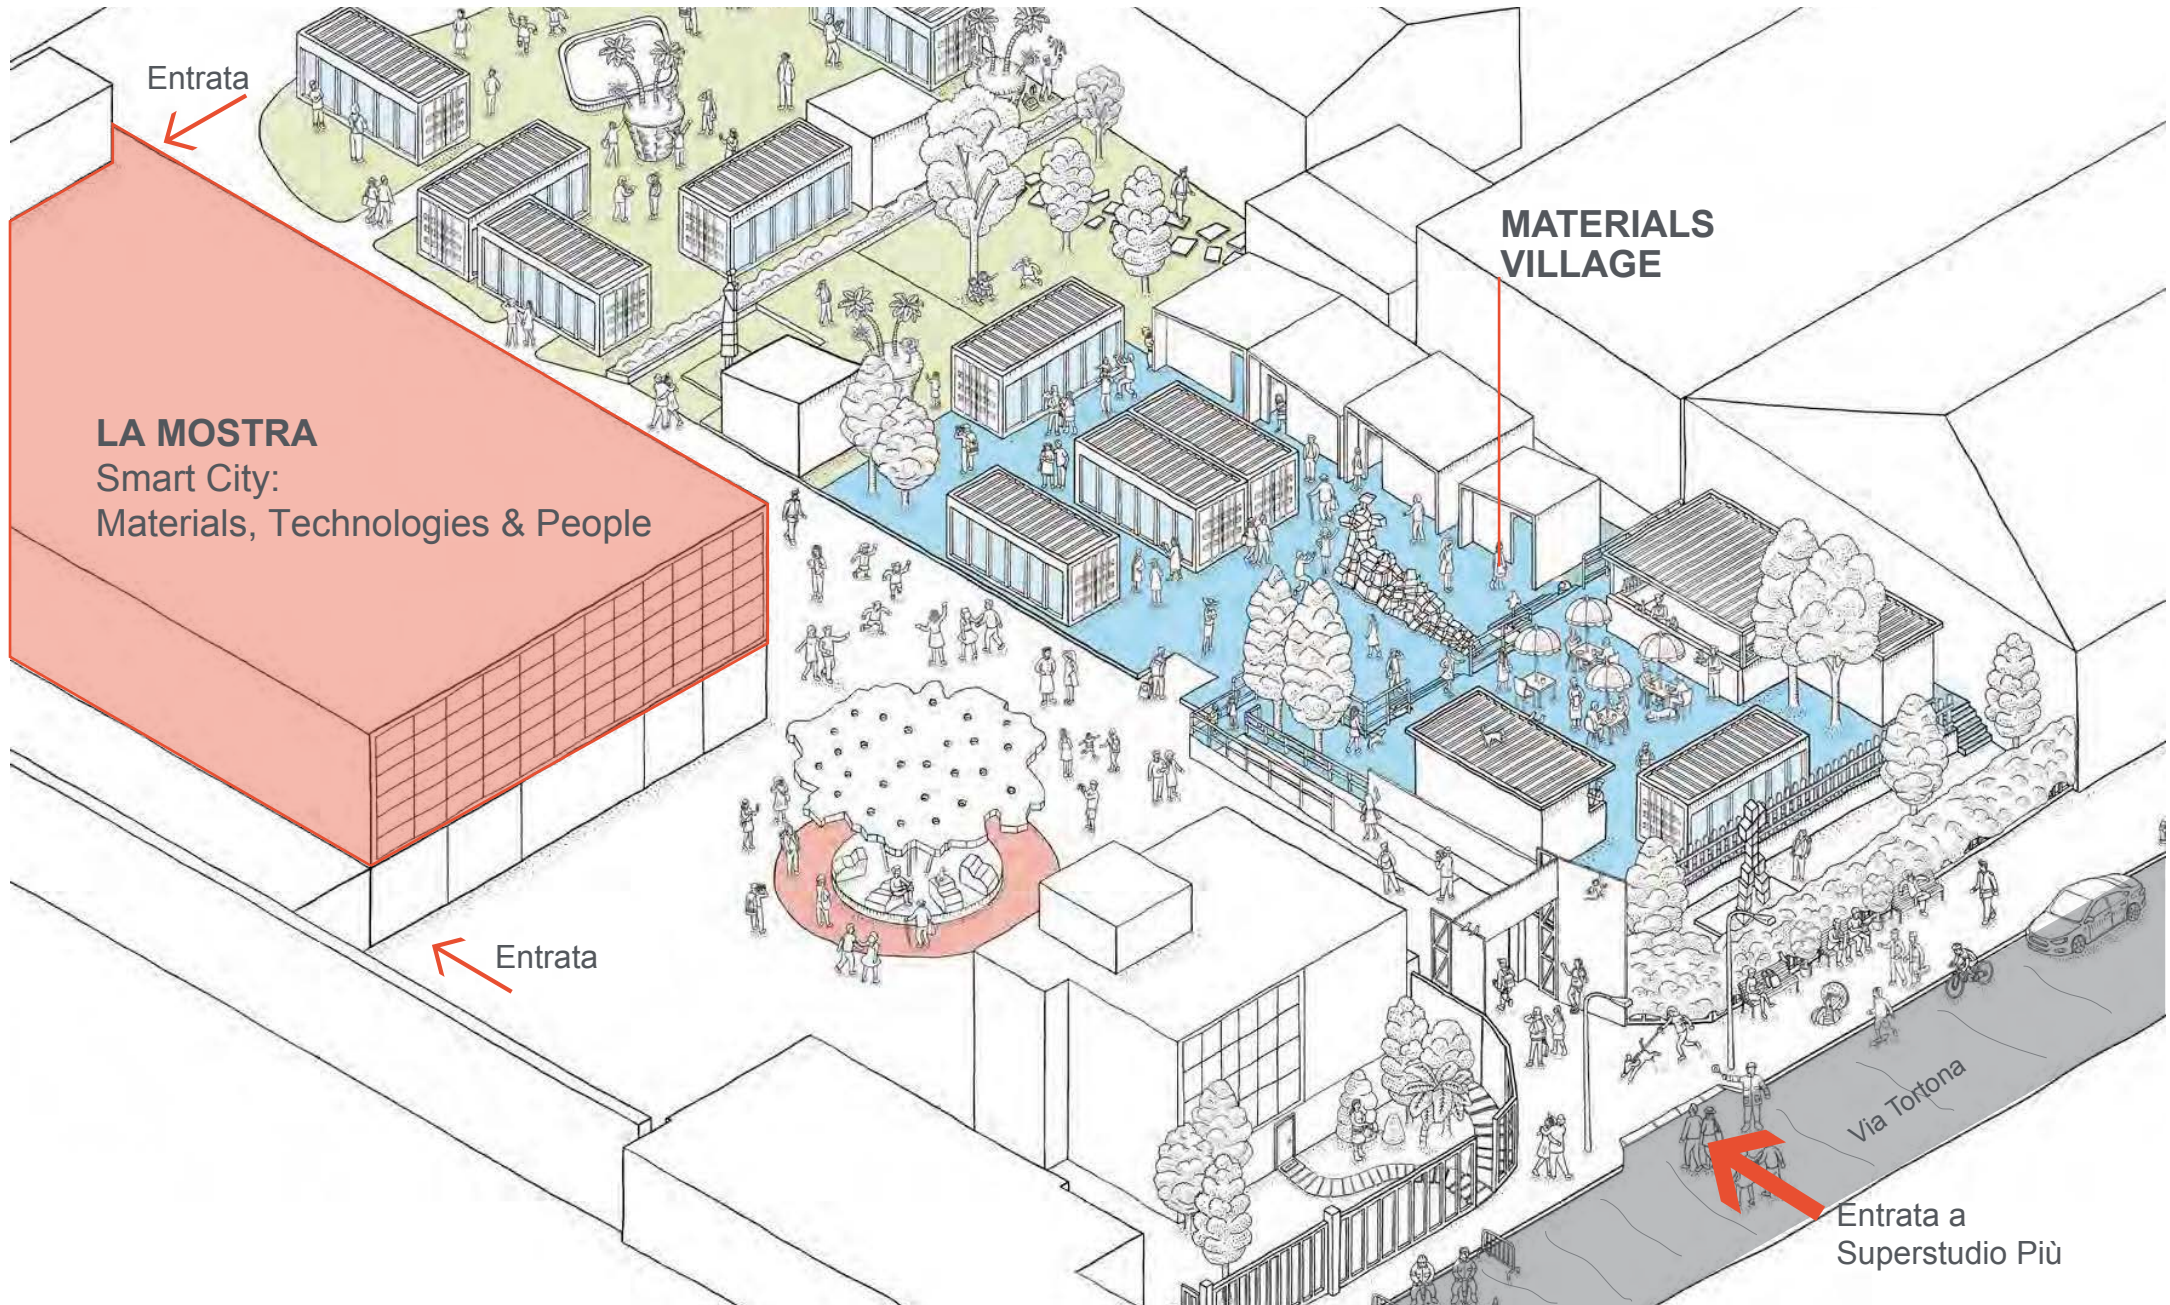 Entrata
MATERIALS
VILLAGE
LA MOSTRA
Smart City:
Materials, Technologies & People
Entrata
Via Tortona
Entrata a
Superstudio Più